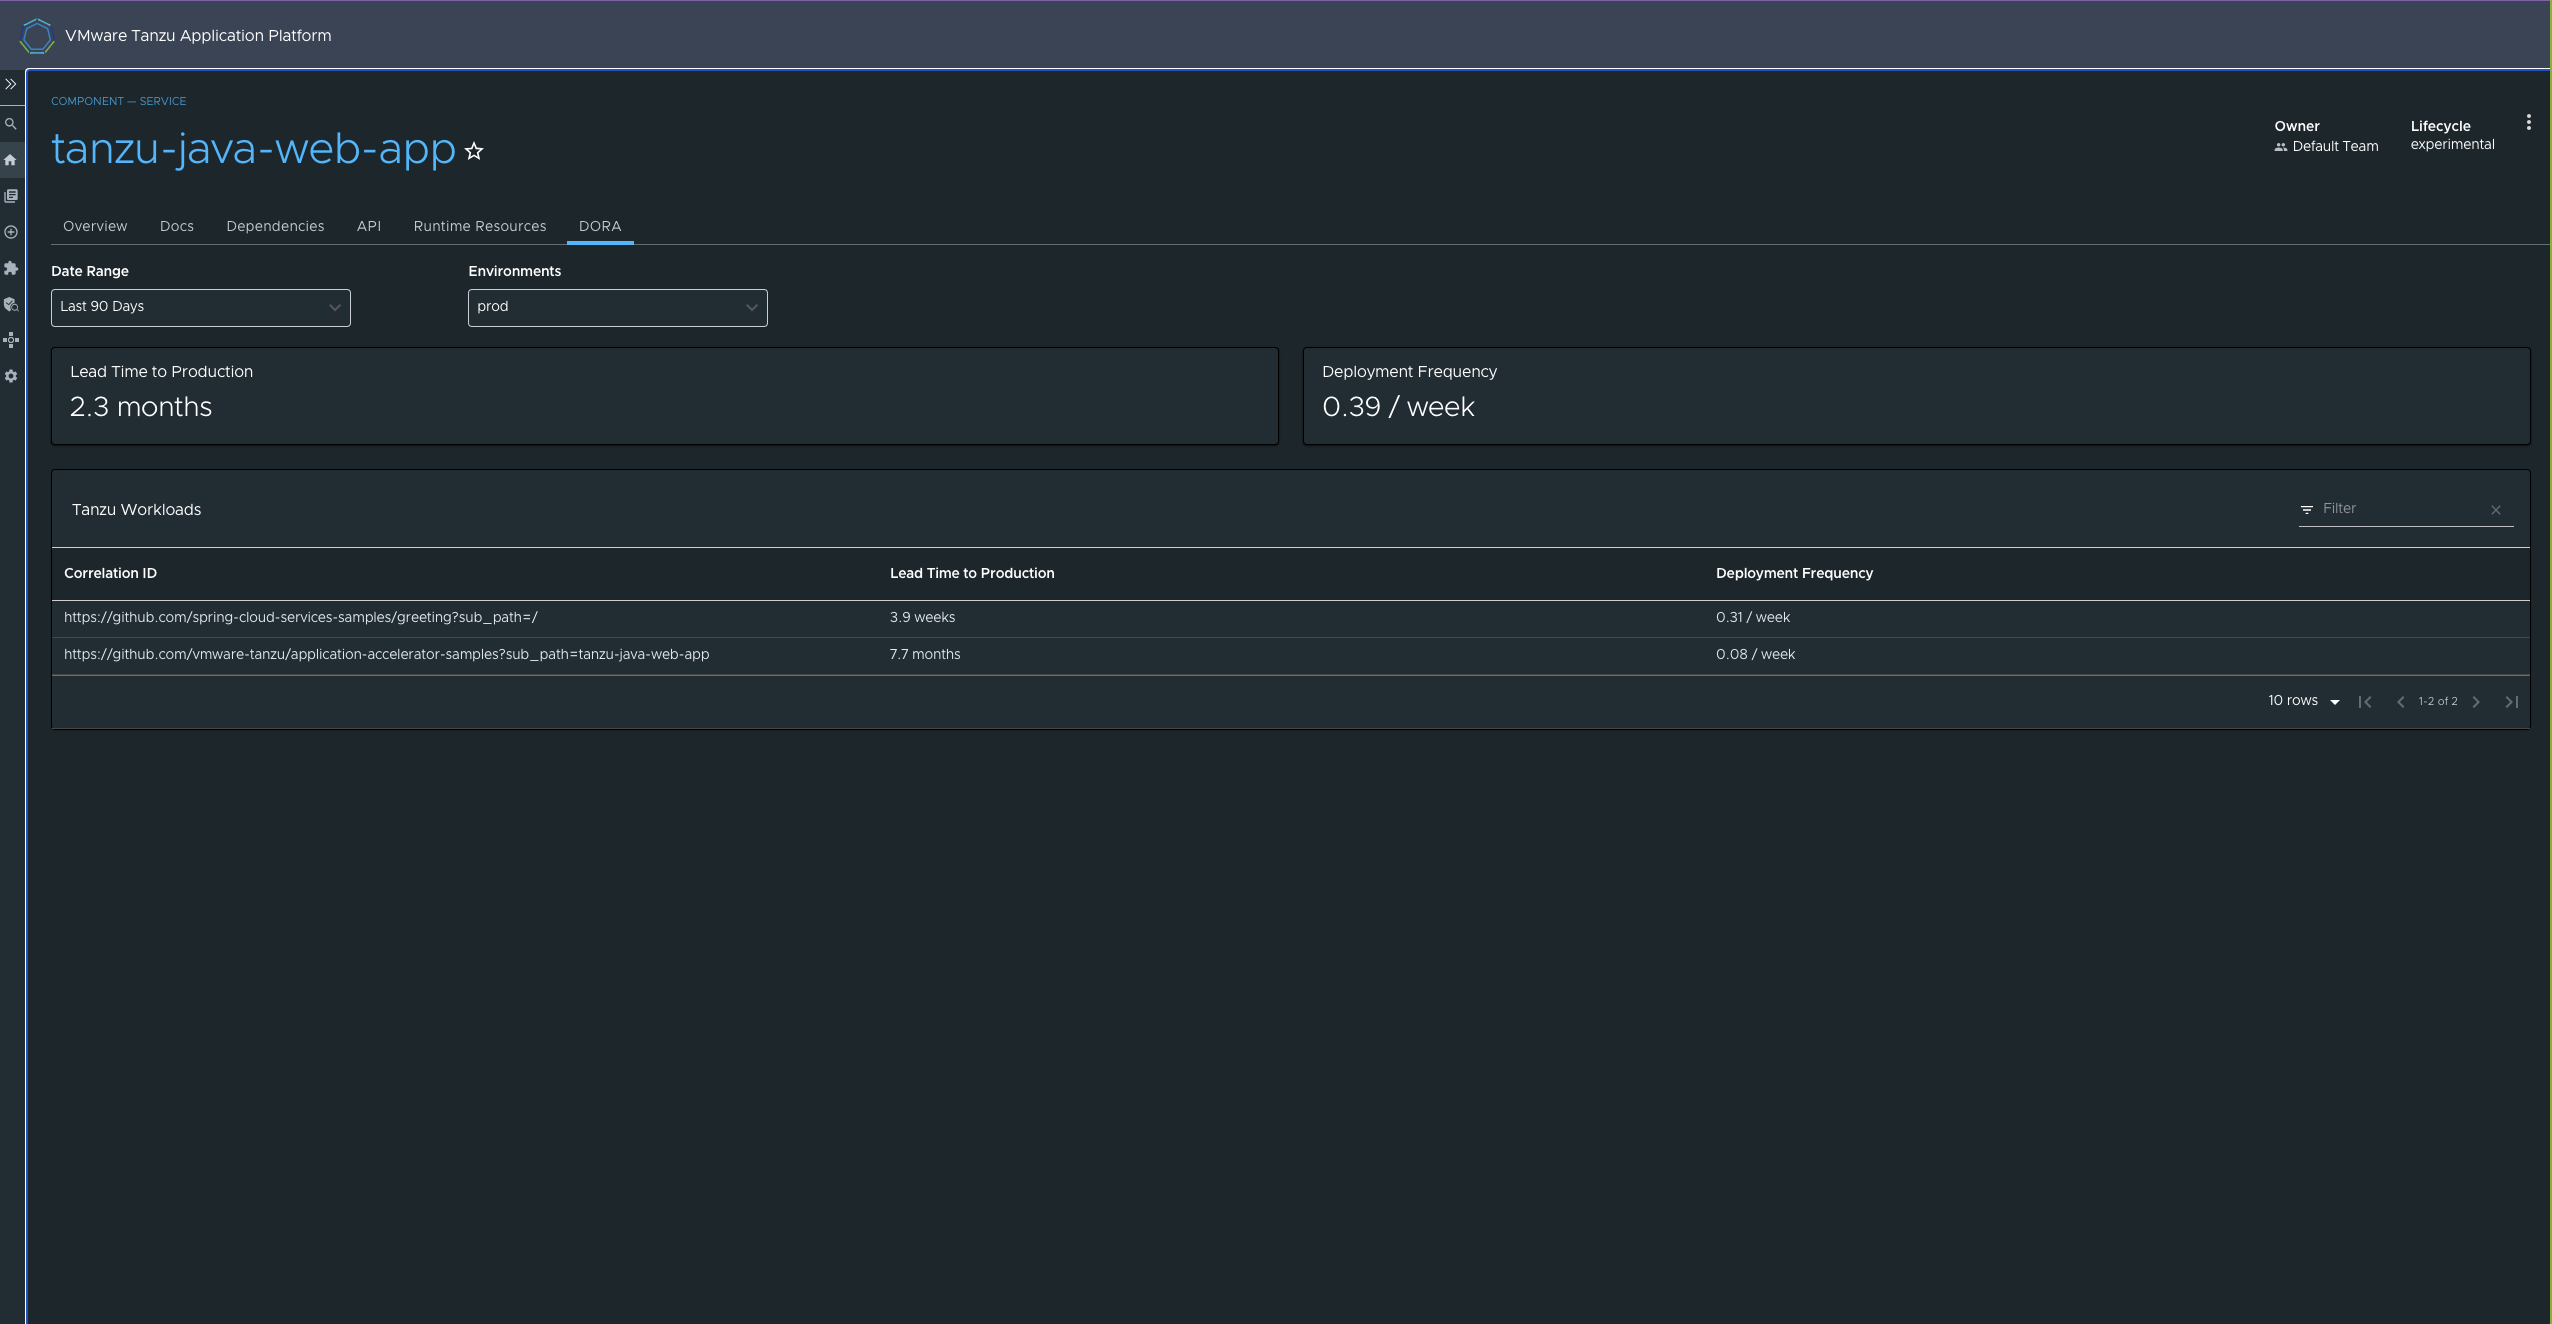 VMware Tanzu Application Platform
COMPONENT — SERVICE
tanzu-java-web-app
Owner
Default Team
Lifecycle
experimental
Overview Docs Dependencies API Runtime Resources DORA
Date Range
Last 90 Days
Environments
prod
Lead Time to Production
2.3 months
Deployment Frequency
0.39 / week
Tanzu Workloads
Filter
Correlation ID Lead Time to Production Deployment Frequency
https://github.com/spring-cloud-services-samples/greeting?sub_path=/ 3.9 weeks 0.31 / week
https://github.com/vmware-tanzu/application-accelerator-samples?sub_path=tanzu-java-web-app 7.7 months 0.08 / week
10 rows 1-2 of 2